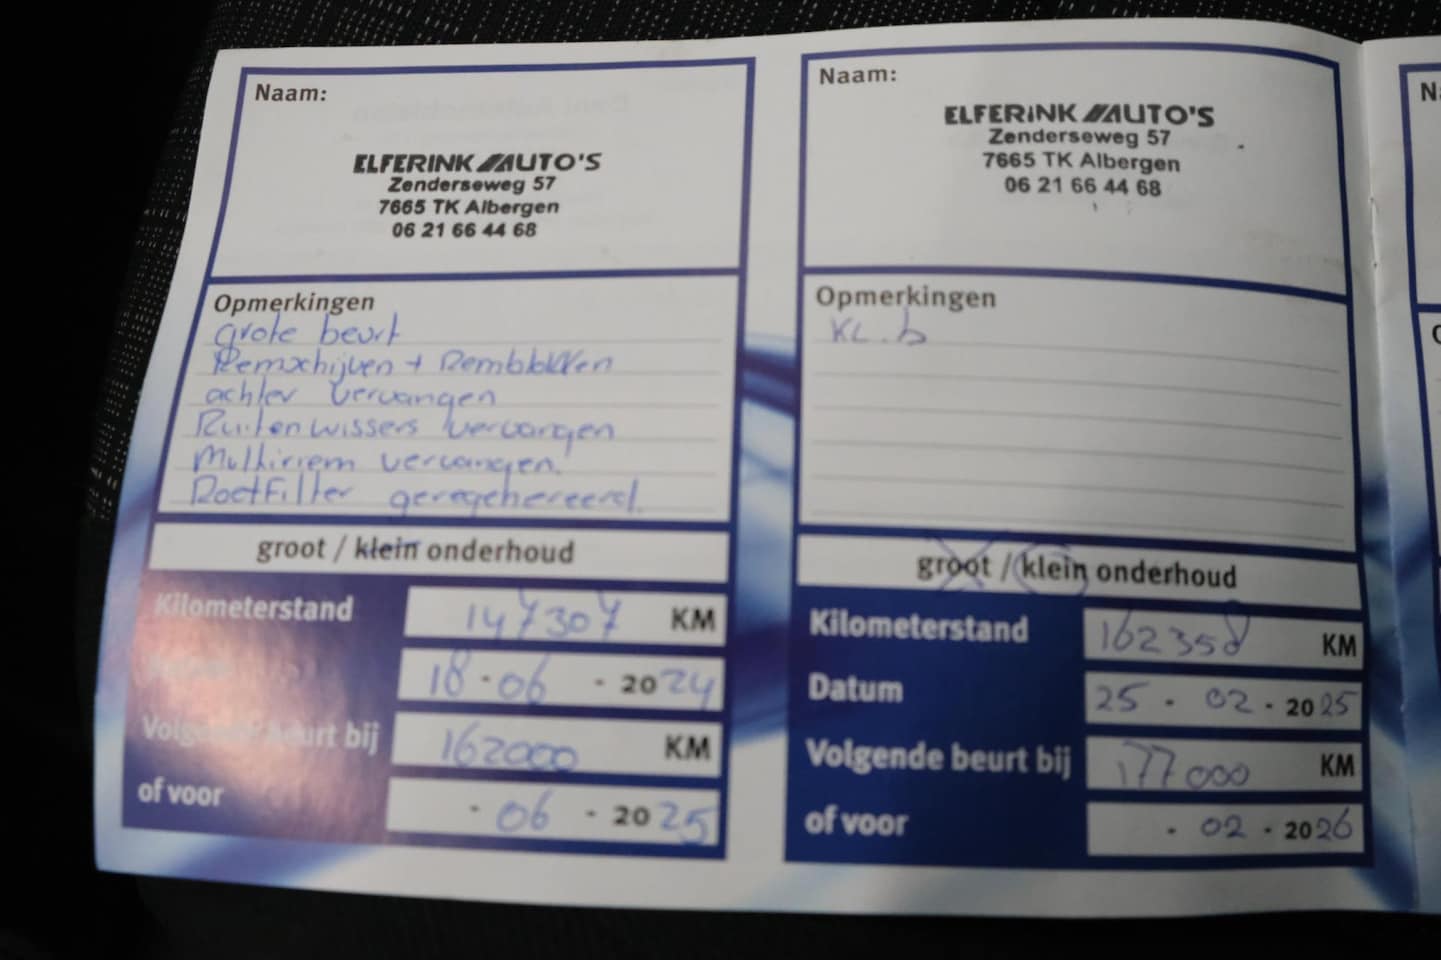 Naam:
ELFERINK AUTO'S
Zenderseweg 57
7665 TK Albergen
06 21 66 44 68
Opmerkingen
grote beurt
Remschijven + Remblokken
achter vervangen
Ruitenwissers vervangen
Multiriem vervangen!
Roetfilter geregenereerd.
groot / klein onderhoud
Kilometerstand 147307 KM
18 - 06 - 2024
Volgende beurt bij 162000 KM
of voor - 06 - 2025
Naam:
ELFERINK AUTO'S
Zenderseweg 57
7665 TK Albergen
06 21 66 44 68
Opmerkingen
KL. b
groot / klein onderhoud
Kilometerstand 162358 KM
Datum 25 - 02 - 2025
Volgende beurt bij 177000 KM
of voor - 02 - 2026